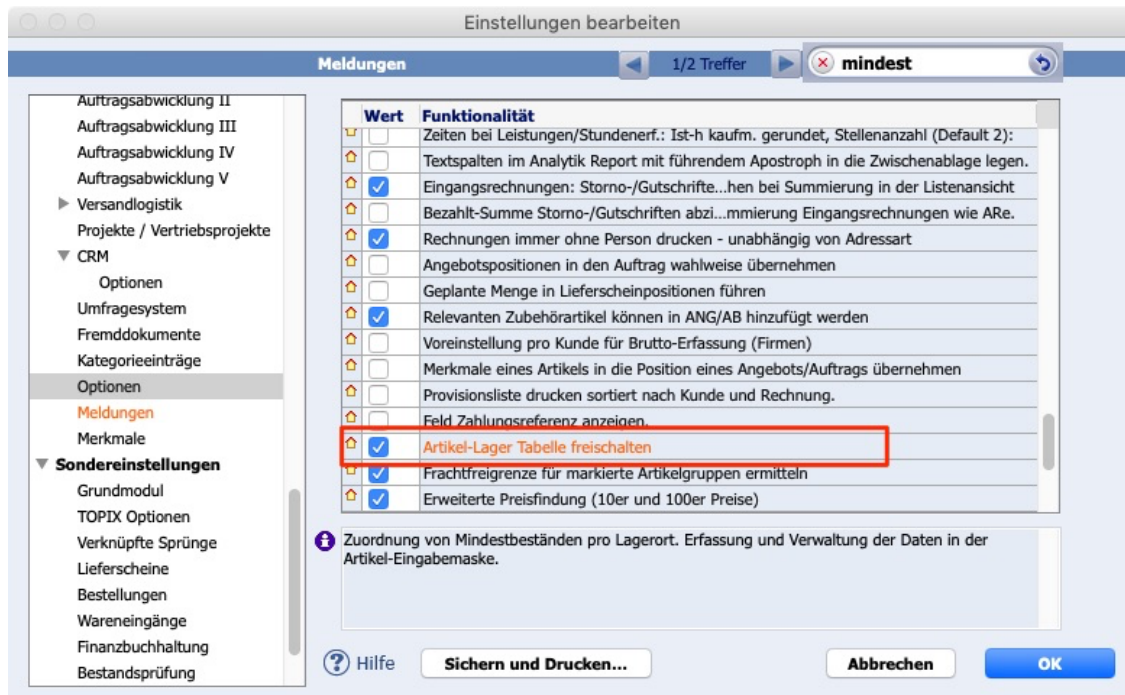 Einstellungen bearbeiten
Meldungen
1/2 Treffer
mindest
Auftragsabwicklung II
Auftragsabwicklung III
Auftragsabwicklung IV
Auftragsabwicklung V
Versandlogistik
Projekte / Vertriebsprojekte
CRM
Optionen
Umfragesystem
Fremddokumente
Kategorieeinträge
Optionen
Meldungen
Merkmale
Sondereinstellungen
Grundmodul
TOPIX Optionen
Verknüpfte Sprünge
Lieferscheine
Bestellungen
Wareneingänge
Finanzbuchhaltung
Bestandsprüfung
Wert Funktionalität
Zeiten bei Leistungen/Stundenerf.: Ist-h kaufm. gerundet, Stellenanzahl (Default 2):
Textspalten im Analytik Report mit führendem Apostroph in die Zwischenablage legen.
Eingangsrechnungen: Storno-/Gutschrifte...hen bei Summierung in der Listenansicht
Bezahlt-Summe Storno-/Gutschriften abzi...mmierung Eingangsrechnungen wie ARe.
Rechnungen immer ohne Person drucken - unabhängig von Adressart
Angebotspositionen in den Auftrag wahlweise übernehmen
Geplante Menge in Lieferscheinpositionen führen
Relevanten Zubehörartikel können in ANG/AB hinzufügt werden
Voreinstellung pro Kunde für Brutto-Erfassung (Firmen)
Merkmale eines Artikels in die Position eines Angebots/Auftrags übernehmen
Provisionsliste drucken sortiert nach Kunde und Rechnung.
Feld Zahlungsreferenz anzeigen.
Artikel-Lager Tabelle freischalten
Frachtfreigrenze für markierte Artikelgruppen ermitteln
Erweiterte Preisfindung (10er und 100er Preise)
Zuordnung von Mindestbeständen pro Lagerort. Erfassung und Verwaltung der Daten in der
Artikel-Eingabemaske.
? Hilfe
Sichern und Drucken...
Abbrechen
OK